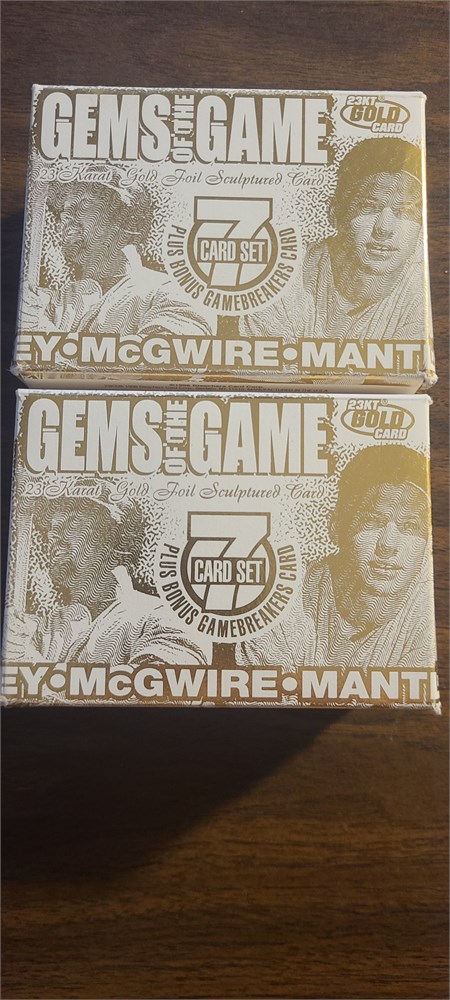 GEMS OF THE GAME
23KT GOLD CARD
23 Karat Gold Foil Sculptured Card
7
CARD SET
PLUS BONUS GAMEBREAKERS CARD
EY•McGWIRE•MANT
GEMS OF THE GAME
23KT GOLD CARD
23 Karat Gold Foil Sculptured Card
7
CARD SET
PLUS BONUS GAMEBREAKERS CARD
EY•McGWIRE•MANT